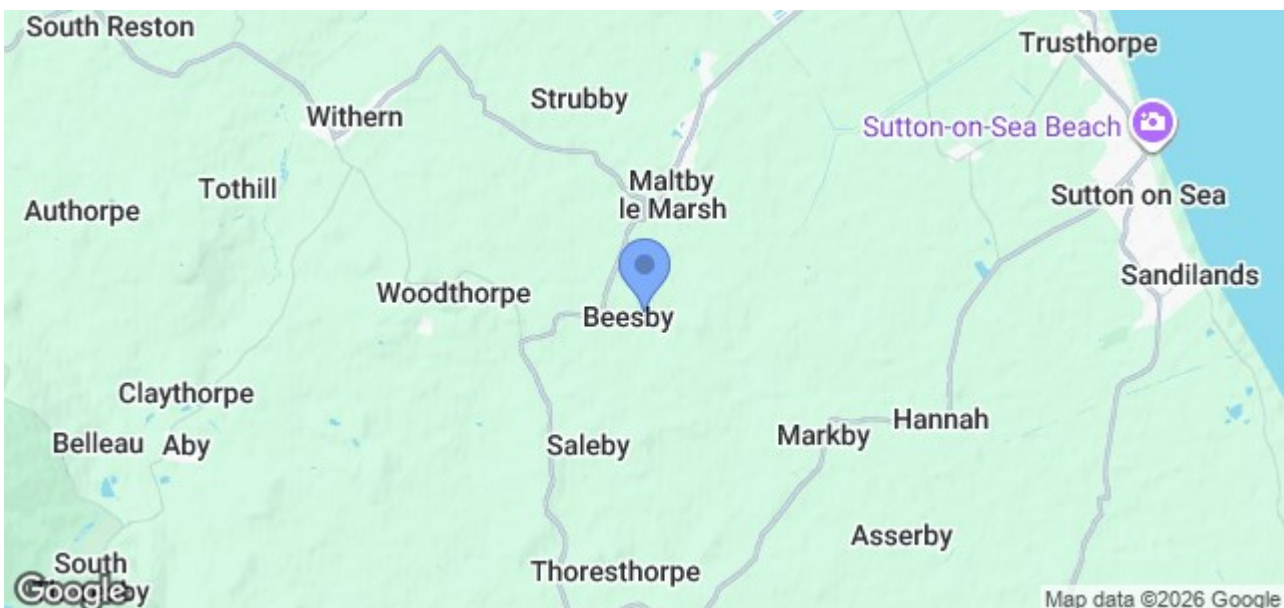 South Reston
Trusthorpe
Strubby
Withern
Sutton-on-Sea Beach
Maltby
le Marsh
Tothill
Authorpe
Sutton on Sea
Sandilands
Woodthorpe
Beesby
Claythorpe
Hannah
Markby
Belleau
Aby
Saleby
Asserby
South
Thoresthorpe
Google
Map data ©2026 Google